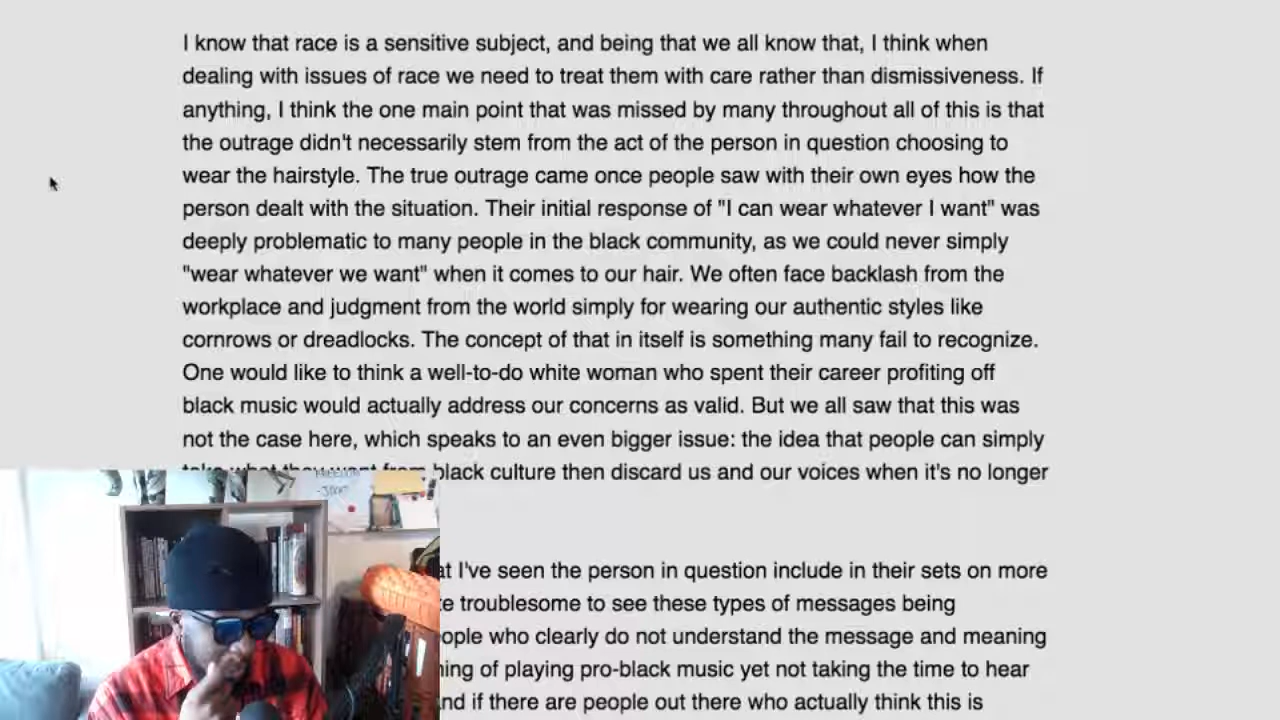 I know that race is a sensitive subject, and being that we all know that, I think when
dealing with issues of race we need to treat them with care rather than dismissiveness. If
anything, I think the one main point that was missed by many throughout all of this is that
the outrage didn't necessarily stem from the act of the person in question choosing to
wear the hairstyle. The true outrage came once people saw with their own eyes how the
person dealt with the situation. Their initial response of "I can wear whatever I want" was
deeply problematic to many people in the black community, as we could never simply
"wear whatever we want" when it comes to our hair. We often face backlash from the
workplace and judgment from the world simply for wearing our authentic styles like
cornrows or dreadlocks. The concept of that in itself is something many fail to recognize.
One would like to think a well-to-do white woman who spent their career profiting off
black music would actually address our concerns as valid. But we all saw that this was
not the case here, which speaks to an even bigger issue: the idea that people can simply
take what they want from black culture then discard us and our voices when it's no longer
FREEDOM
I've seen the person in question include in their sets on more
troublesome to see these types of messages being
who clearly do not understand the message and meaning
of playing pro-black music yet not taking the time to hear
if there are people out there who actually think this is